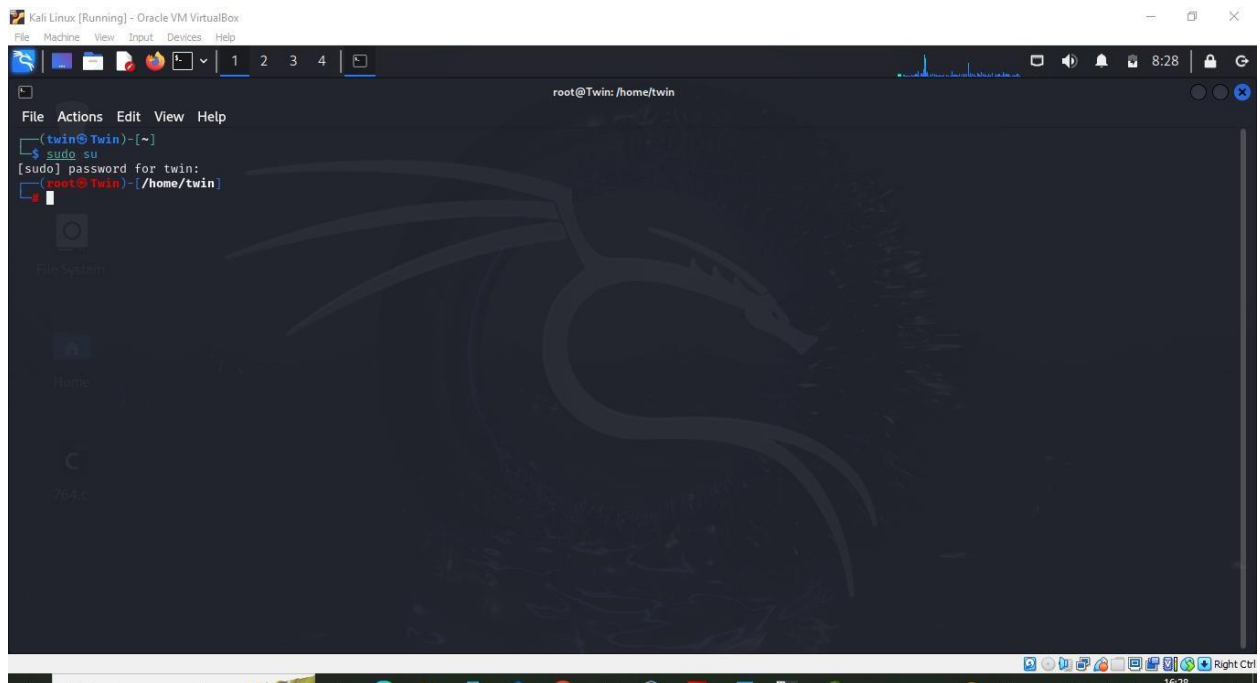 Kali Linux [Running] - Oracle VM VirtualBox
File Machine View Input Devices Help
1 2 3 4 8:28
root@Twin: /home/twin
File Actions Edit View Help
┌──(twin㉿Twin)-[~]
└─$ sudo su
[sudo] password for twin:
┌──(root㉿Twin)-[/home/twin]
└─#
File System
Home
C
764.c
Right Ctrl
16:28